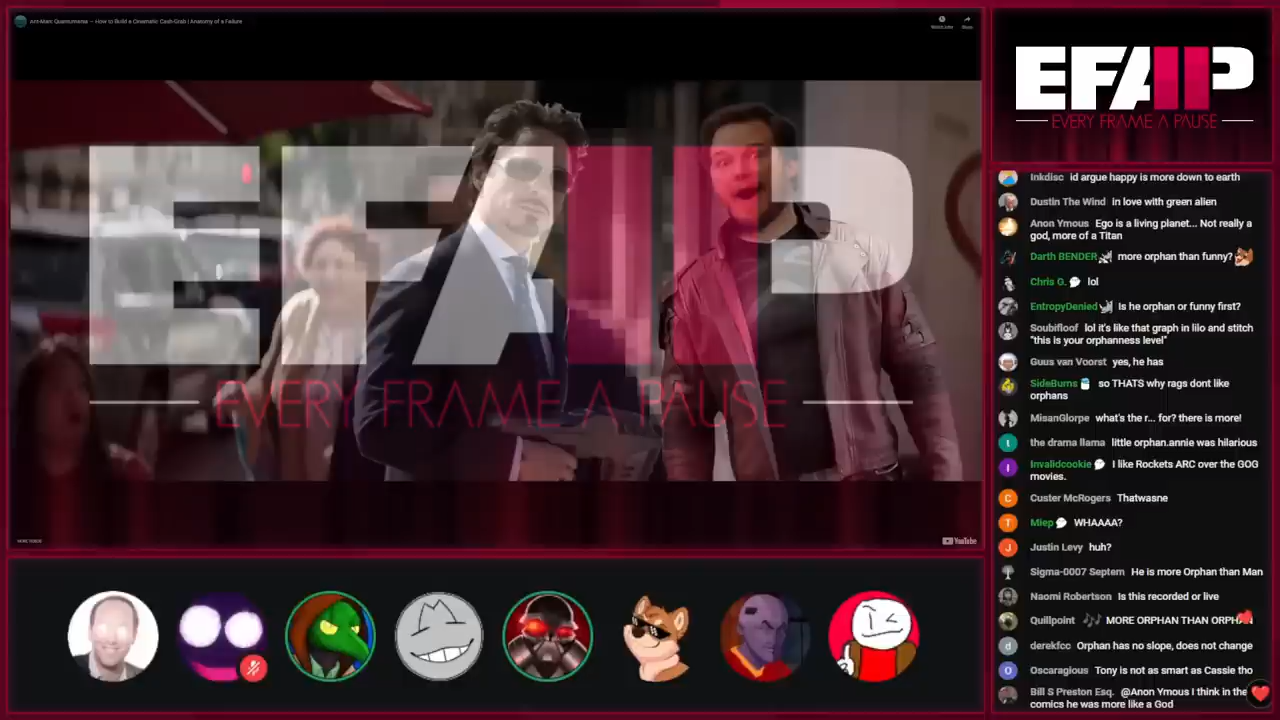 Ant-Man: Quantumania – How to Build a Cinematic Cash-Grab | Anatomy of a Failure
Watch later
Share
EFAP
EVERY FRAME A PAUSE
YouTube
EFAP
EVERY FRAME A PAUSE
Inkdisc id argue happy is more down to earth
Dustin The Wind in love with green alien
Anon Ymous Ego is a living planet... Not really a
god, more of a Titan
Darth BENDER more orphan than funny?
Chris G. lol
EntropyDenied Is he orphan or funny first?
Soubifloof lol it's like that graph in lilo and stitch
"this is your orphanness level"
Guus van Voorst yes, he has
SideBurns so THATS why rags dont like
orphans
MisanGlorpe what's the r... for? there is more!
the drama llama little orphan.annie was hilarious
Invalidcookie I like Rockets ARC over the GOG
movies.
Custer McRogers Thatwasne
Miep WHAAAA?
Justin Levy huh?
Sigma-0007 Septem He is more Orphan than Man
Naomi Robertson Is this recorded or live
Quillpoint MORE ORPHAN THAN ORPHAN
derekfcc Orphan has no slope, does not change
Oscaragious Tony is not as smart as Cassie tho
Bill S Preston Esq. @Anon Ymous I think in the
comics he was more like a God